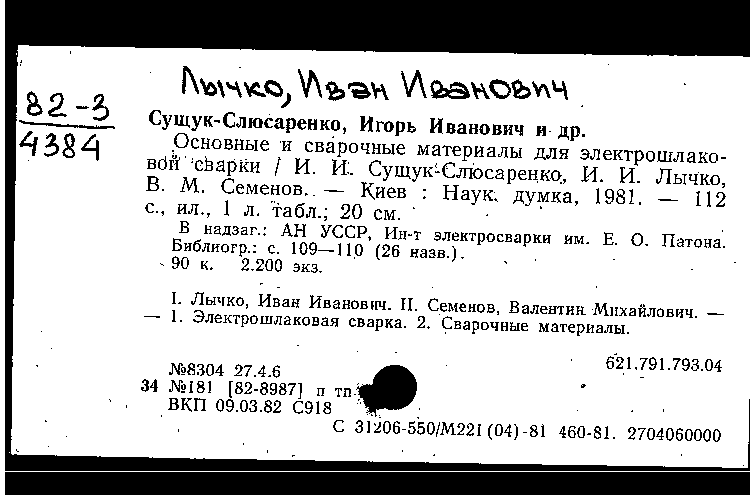 Лычко, Иван Иванович
82-3
4384
Сущук-Слюсаренко, Игорь Иванович и др.
Основные и сварочные материалы для электрошлако-
вой сварки / И. И. Сущук-Слюсаренко, И. И. Лычко,
В. М. Семенов. — Киев : Наук. думка, 1981. — 112
с., ил., 1 л. табл.; 20 см.
В надзаг.: АН УССР, Ин-т электросварки им. Е. О. Патона.
Библиогр.: с. 109—110 (26 назв.).
90 к. 2.200 экз.
I. Лычко, Иван Иванович. II. Семенов, Валентин Михайлович. —
— 1. Электрошлаковая сварка. 2. Сварочные материалы.
621.791.793.04
№8304 27.4.6
34 №181 [82-8987] п тп
ВКП 09.03.82 С918
С 31206-550/М221(04)-81 460-81. 2704060000